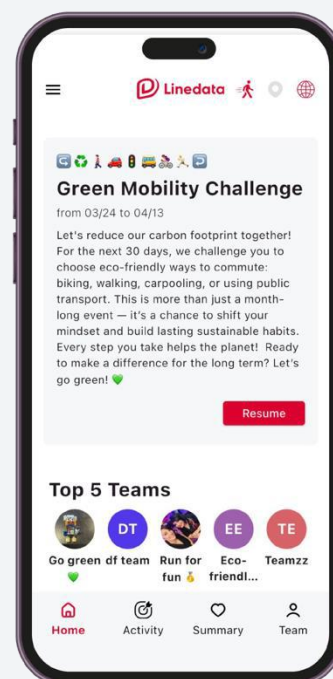 Linedata
Green Mobility Challenge
from 03/24 to 04/13
Let's reduce our carbon footprint together!
For the next 30 days, we challenge you to
choose eco-friendly ways to commute:
biking, walking, carpooling, or using public
transport. This is more than just a month-
long event — it's a chance to shift your
mindset and build lasting sustainable habits.
Every step you take helps the planet!  Ready
to make a difference for the long term? Let's
go green! 💚
Resume
Top 5 Teams
DT
EE
TE
Go green 💚
df team
Run for fun 🥇
Eco-friendl...
Teamzz
Home
Activity
Summary
Team